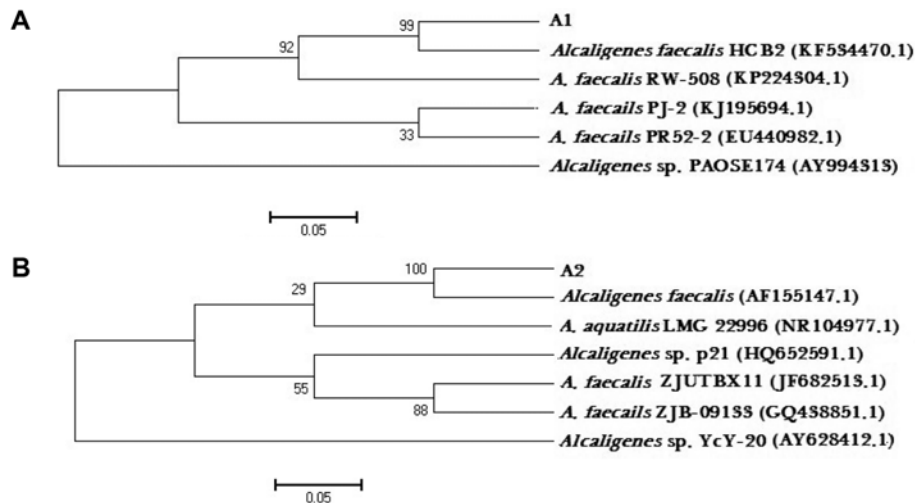 A
A1
99
Alcaligenes faecalis HCB2 (KF534470.1)
92
A. faecalis RW-508 (KP224304.1)
A. faecails PJ-2 (KJ195694.1)
A. faecails PR52-2 (EU440982.1)
33
Alcaligenes sp. PAOSE174 (AY994313)
0.05
B
A2
100
Alcaligenes faecalis (AF155147.1)
29
A. aquatilis LMG 22996 (NR104977.1)
Alcaligenes sp. p21 (HQ652591.1)
55
A. faecalis ZJUTBX11 (JF682513.1)
A. faecails ZJB-09133 (GQ438851.1)
88
Alcaligenes sp. YcY-20 (AY628412.1)
0.05